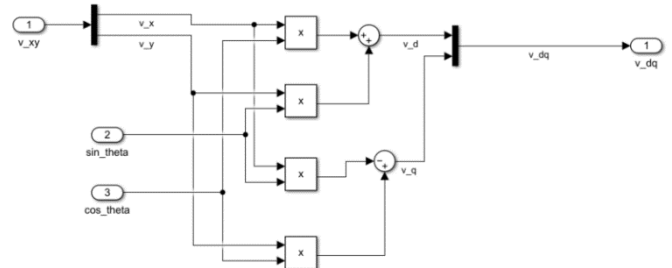 1
v_xy
v_x
v_y
x
+
+
v_d
v_dq
1
v_dq
x
2
sin_theta
x
-
+
v_q
3
cos_theta
x